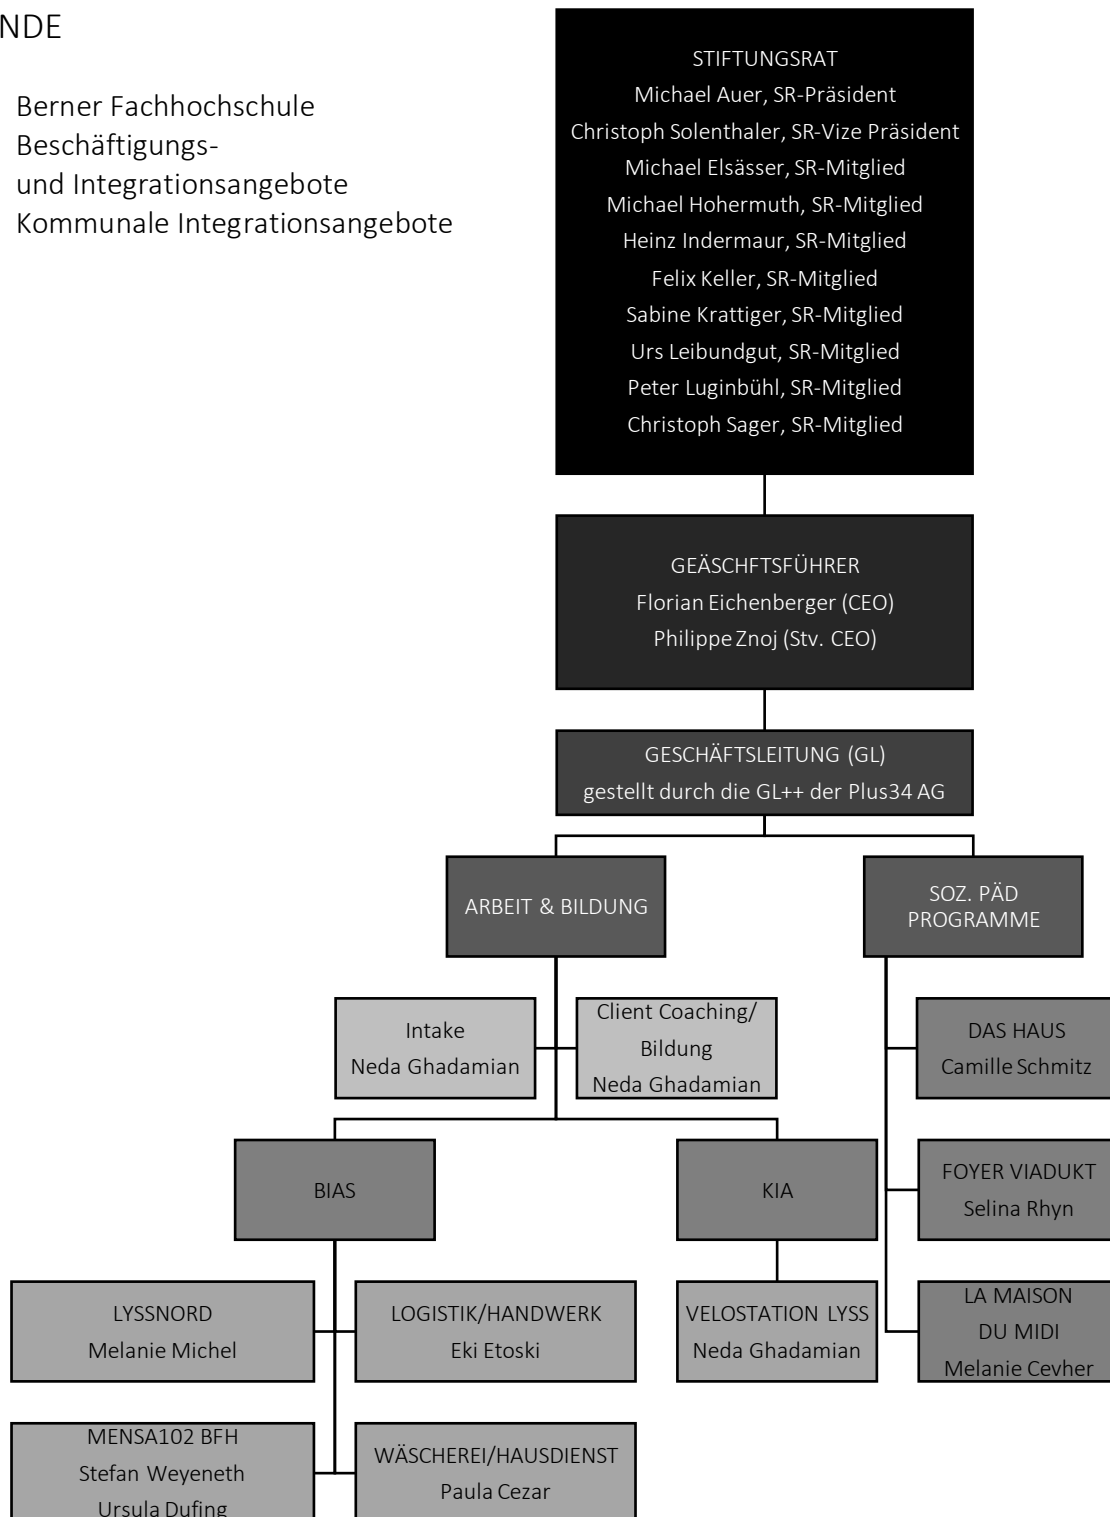 NDE
Berner Fachhochschule
Beschäftigungs-
und Integrationsangebote
Kommunale Integrationsangebote
STIFTUNGSRAT
Michael Auer, SR-Präsident
Christoph Solenthaler, SR-Vize Präsident
Michael Elsässer, SR-Mitglied
Michael Hohermuth, SR-Mitglied
Heinz Indermaur, SR-Mitglied
Felix Keller, SR-Mitglied
Sabine Krattiger, SR-Mitglied
Urs Leibundgut, SR-Mitglied
Peter Luginbühl, SR-Mitglied
Christoph Sager, SR-Mitglied
GEÄSCHFTSFÜHRER
Florian Eichenberger (CEO)
Philippe Znoj (Stv. CEO)
GESCHÄFTSLEITUNG (GL)
gestellt durch die GL++ der Plus34 AG
ARBEIT & BILDUNG
SOZ. PÄD
PROGRAMME
Intake
Neda Ghadamian
Client Coaching/
Bildung
Neda Ghadamian
DAS HAUS
Camille Schmitz
BIAS
KIA
FOYER VIADUKT
Selina Rhyn
LYSSNORD
Melanie Michel
LOGISTIK/HANDWERK
Eki Etoski
VELOSTATION LYSS
Neda Ghadamian
LA MAISON
DU MIDI
Melanie Cevher
MENSA102 BFH
Stefan Weyeneth
Ursula Dufing
WÄSCHEREI/HAUSDIENST
Paula Cezar